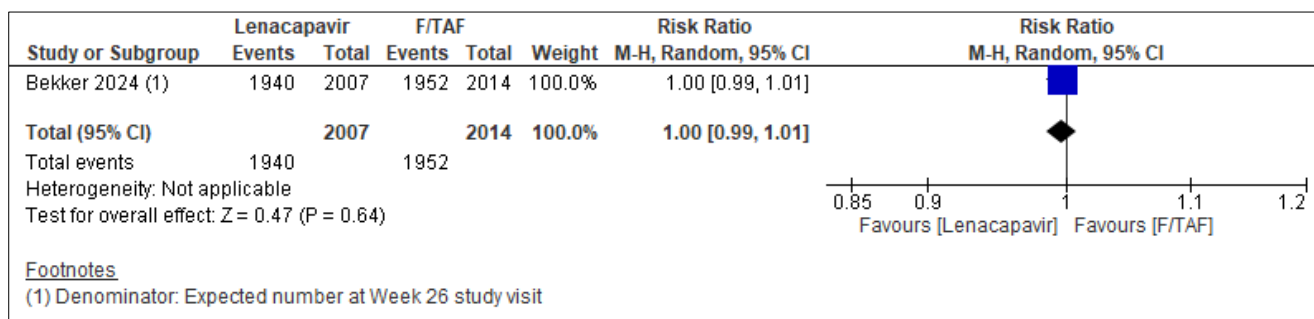 Lenacapavir F/TAF Risk Ratio Risk Ratio
Study or Subgroup Events Total Events Total Weight M-H, Random, 95% CI M-H, Random, 95% CI
Bekker 2024 (1) 1940 2007 1952 2014 100.0% 1.00 [0.99, 1.01]
Total (95% CI) 2007 2014 100.0% 1.00 [0.99, 1.01]
Total events 1940 1952
Heterogeneity: Not applicable
Test for overall effect: Z = 0.47 (P = 0.64)
0.85 0.9 1 1.1 1.2
Favours [Lenacapavir] Favours [F/TAF]
Footnotes
(1) Denominator: Expected number at Week 26 study visit